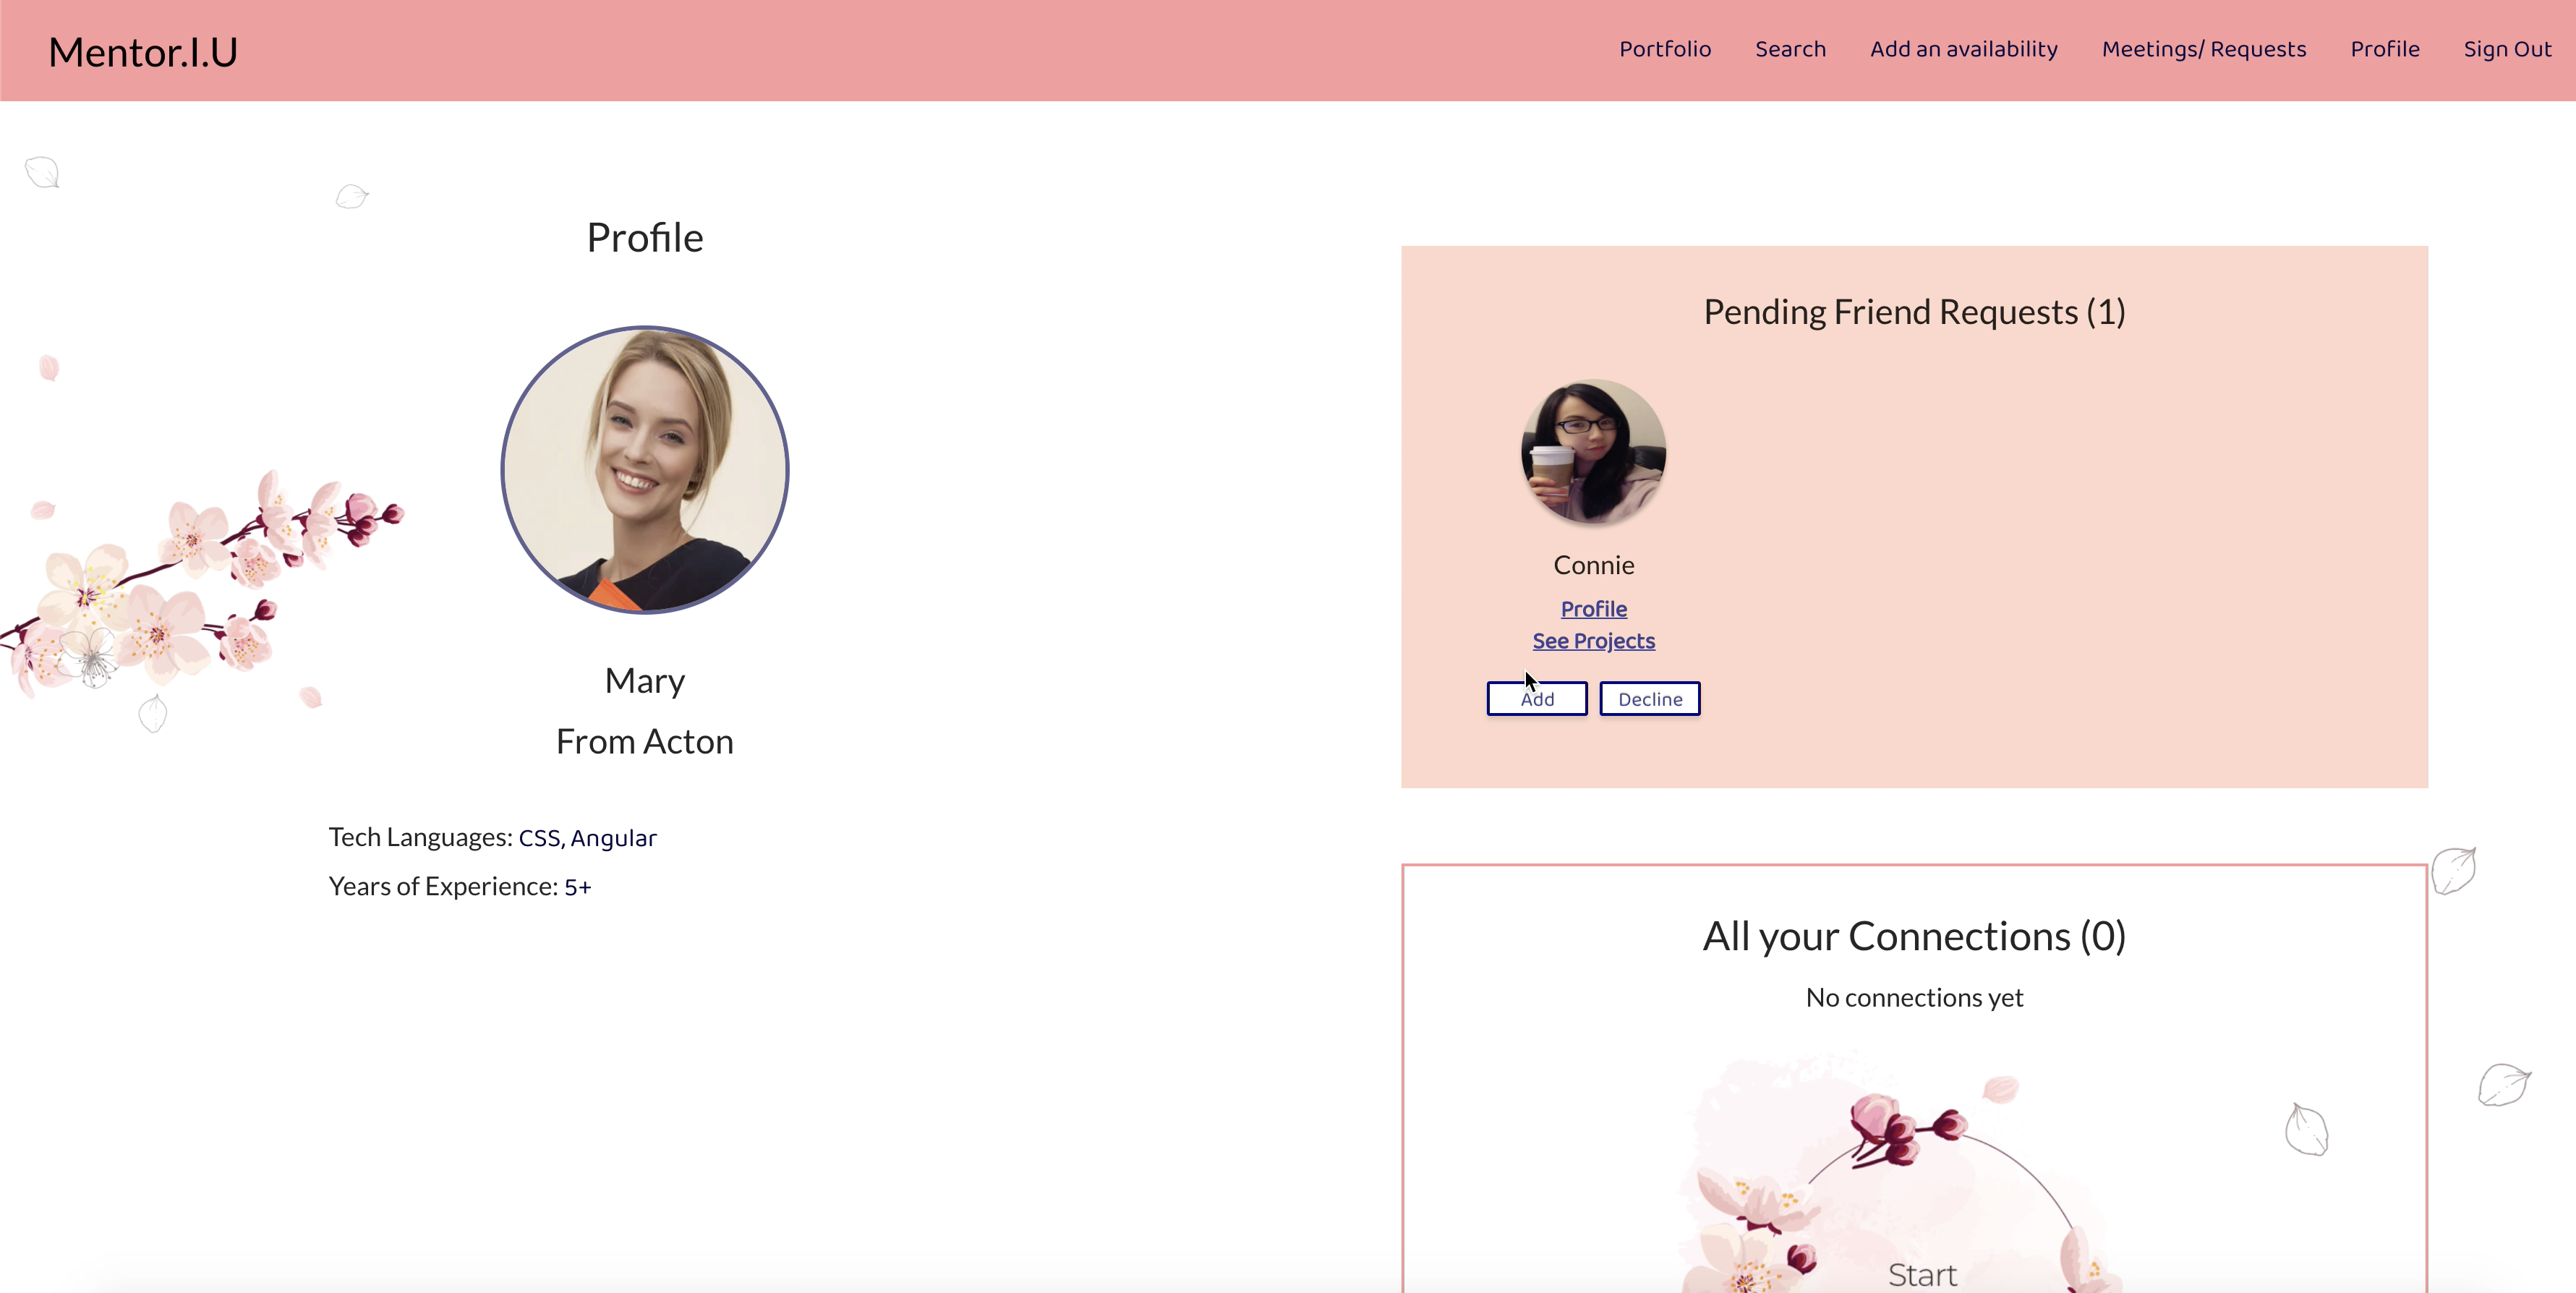 Mentor.I.U
Portfolio Search Add an availability Meetings/ Requests Profile Sign Out
Profile
Mary
From Acton
Tech Languages: CSS, Angular
Years of Experience: 5+
Pending Friend Requests (1)
Connie
Profile
See Projects
Add Decline
All your Connections (0)
No connections yet
Start